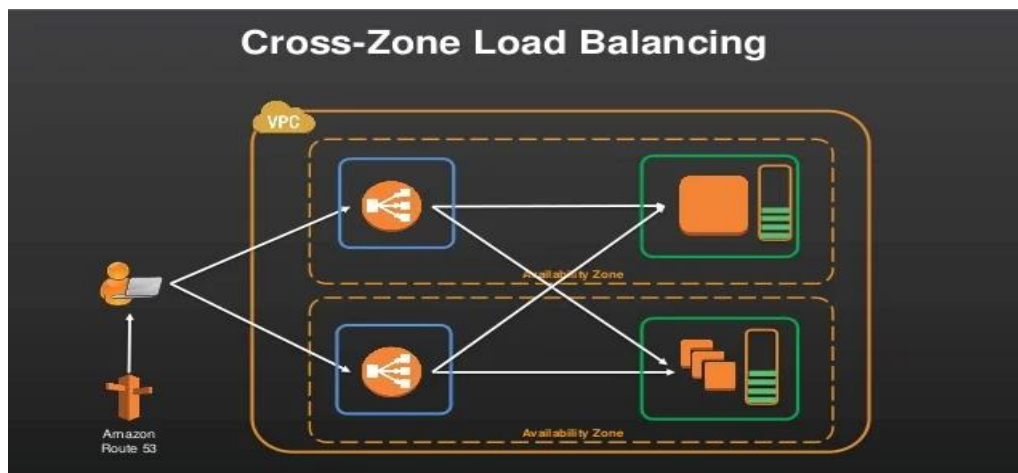 Cross-Zone Load Balancing
VPC
Availability Zone
Availability Zone
Amazon
Route 53